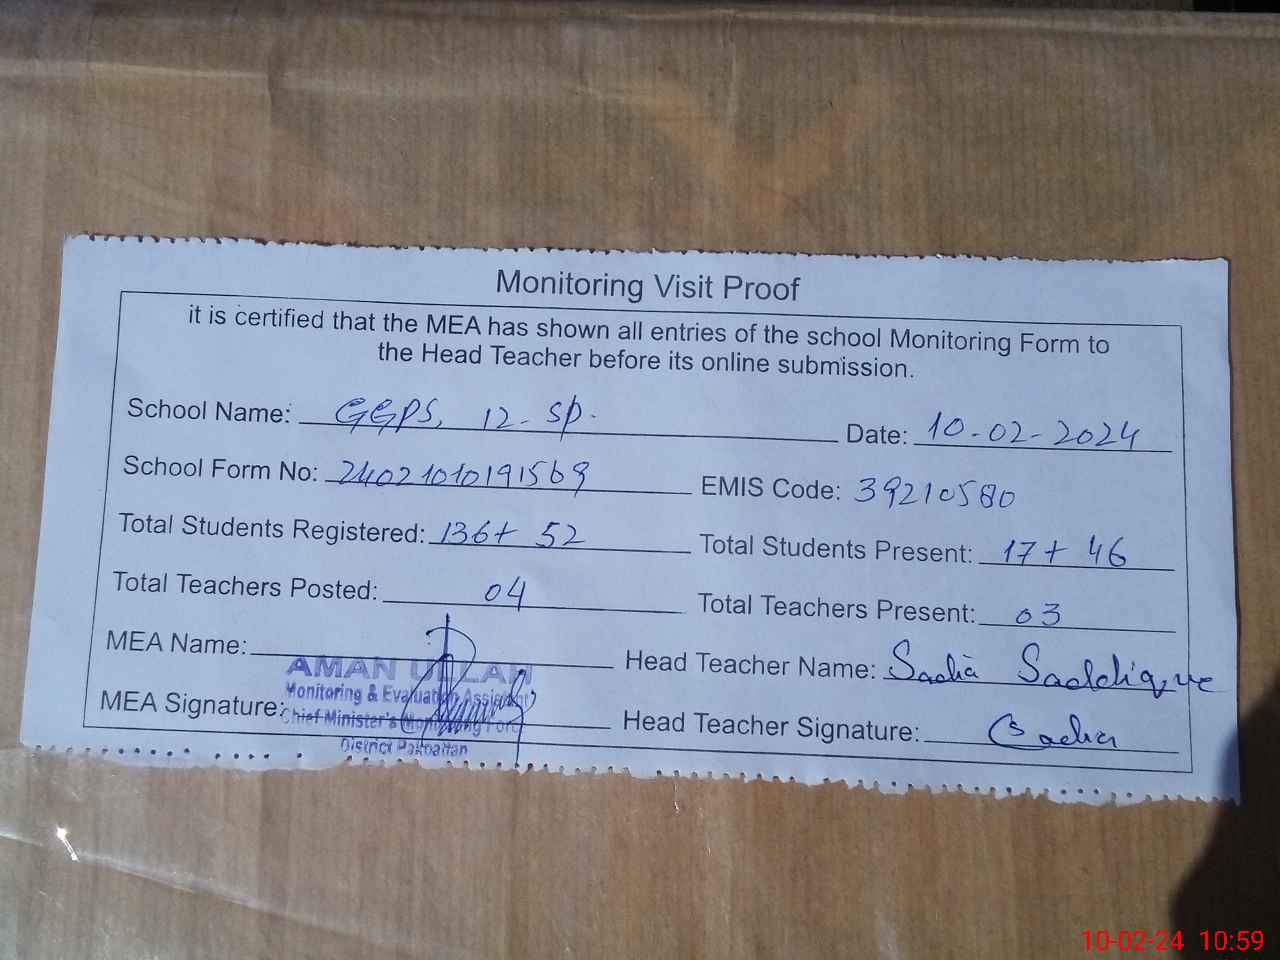 Monitoring Visit Proof
it is certified that the MEA has shown all entries of the school Monitoring Form to
the Head Teacher before its online submission.
School Name: GGPS, 12-SP. Date: 10-02-2024
School Form No: 24021010191569 EMIS Code: 39210580
Total Students Registered: 136+ 52 Total Students Present: 17+ 46
Total Teachers Posted: 04 Total Teachers Present: 03
MEA Name: Head Teacher Name: Sadia Saddique
AMAN ULLAH
Monitoring & Evaluation Assistant
MEA Signature: Head Teacher Signature: Sadia
Chief Minister's Monitoring Force
District Pakpattan
10-02-24 10:59